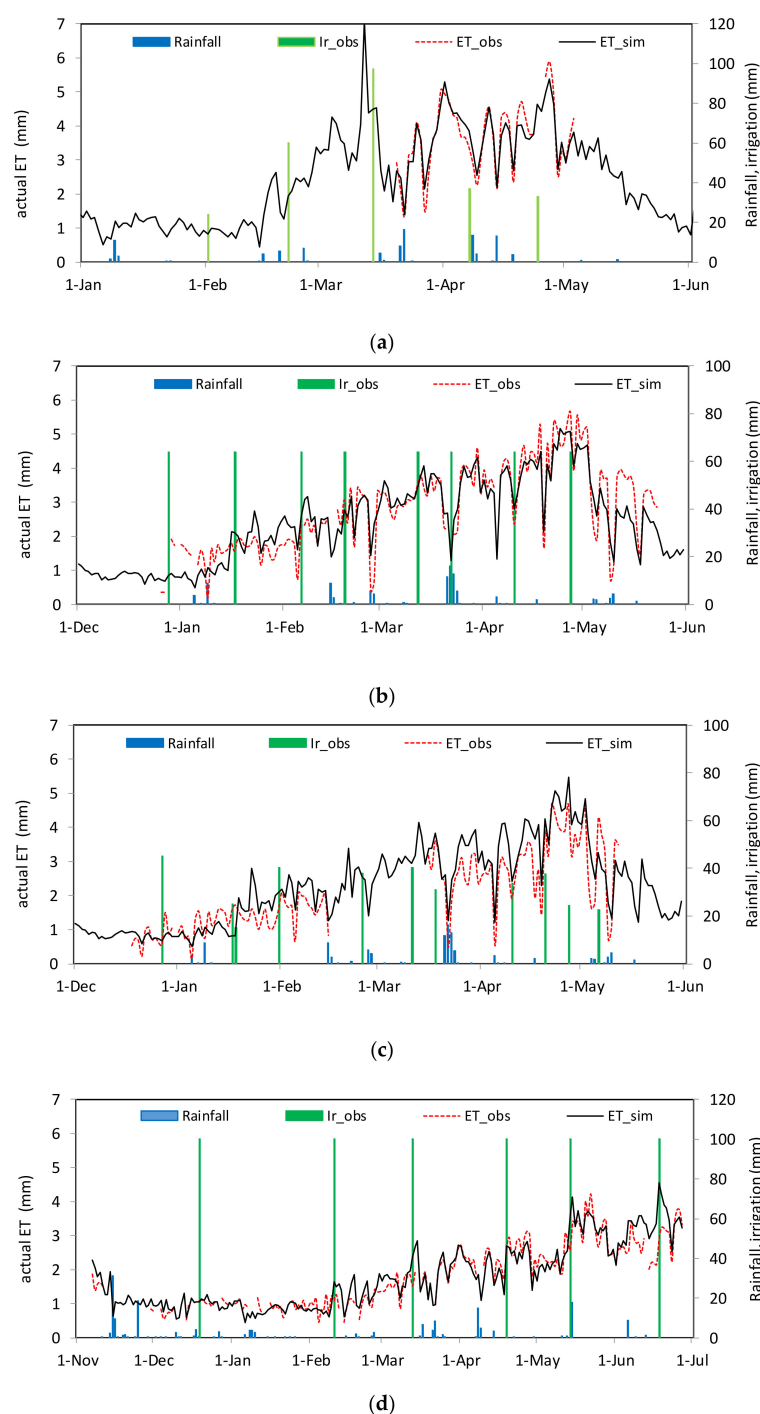 7 Rainfall Ir_obs ET_obs ET_sim 120
6 100
5 80
4 60
3
2 40
1 20
0 0
actual ET (mm)
Rainfall, irrigation (mm)
1-Jan 1-Feb 1-Mar 1-Apr 1-May 1-Jun
(a)
7 100
Rainfall Ir_obs ET_obs ET_sim
6 80
5
4 60
3 40
2
1 20
0 0
actual ET (mm)
Rainfall, irrigation (mm)
1-Dec 1-Jan 1-Feb 1-Mar 1-Apr 1-May 1-Jun
(b)
7 100
Rainfall Ir_obs ET_obs ET_sim
6 80
5
4 60
3 40
2
1 20
0 0
actual ET (mm)
Rainfall, irrigation (mm)
1-Dec 1-Jan 1-Feb 1-Mar 1-Apr 1-May 1-Jun
(c)
7 120
Rainfall Ir_obs ET_obs ET_sim
6 100
5 80
4 60
3
2 40
1 20
0 0
actual ET (mm)
Rainfall, irrigation (mm)
1-Nov 1-Dec 1-Jan 1-Feb 1-Mar 1-Apr 1-May 1-Jun 1-Jul
(d)